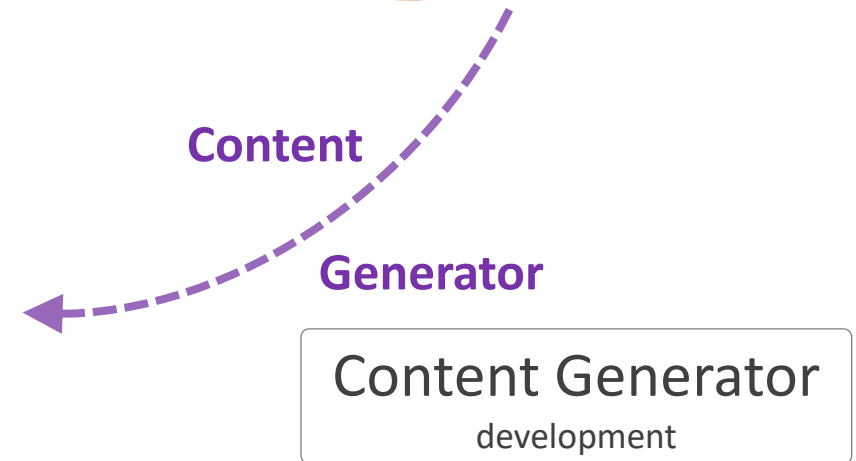 Content
Generator
Content Generator
development